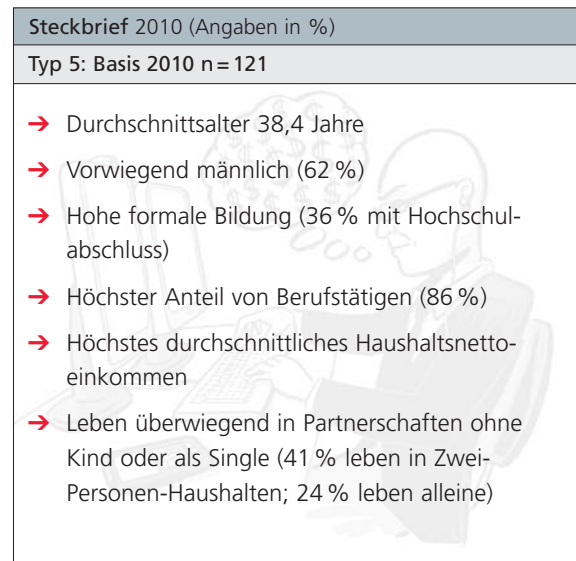 Steckbrief 2010 (Angaben in %)
Typ 5: Basis 2010 n = 121
→ Durchschnittsalter 38,4 Jahre
→ Vorwiegend männlich (62 %)
→ Hohe formale Bildung (36 % mit Hochschul-
abschluss)
→ Höchster Anteil von Berufstätigen (86 %)
→ Höchstes durchschnittliches Haushaltsnetto-
einkommen
→ Leben überwiegend in Partnerschaften ohne
Kind oder als Single (41 % leben in Zwei-
Personen-Haushalten; 24 % leben alleine)